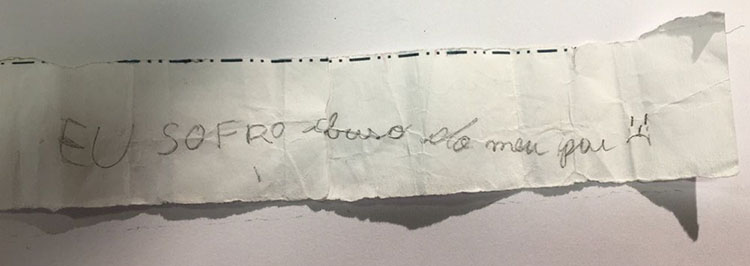 EU SOFRO abuso do meu pai :(